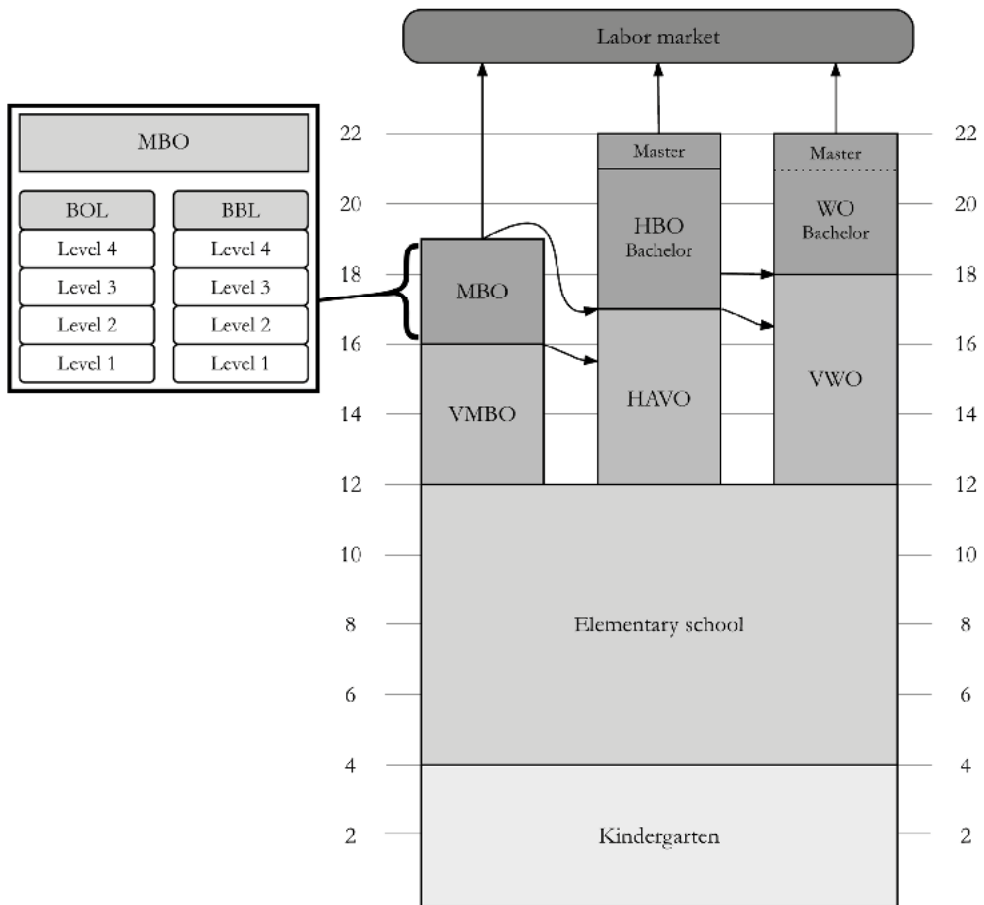 Labor market
MBO
BOL
BBL
Level 4
Level 4
Level 3
Level 3
Level 2
Level 2
Level 1
Level 1
22
20
18
16
14
12
10
8
6
4
2
MBO
VMBO
Master
HBO
Bachelor
HAVO
Master
WO
Bachelor
VWO
Elementary school
Kindergarten
22
20
18
16
14
12
10
8
6
4
2